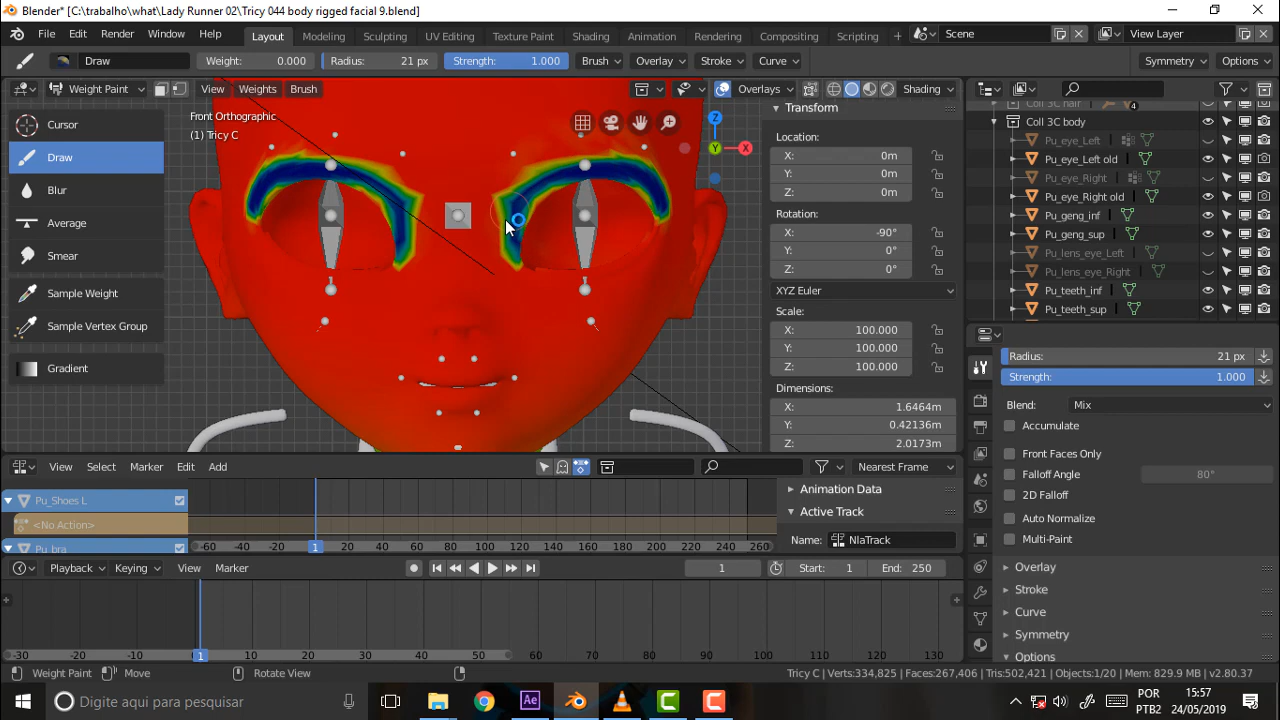 Blender* [C:\trabalho\what\Lady Runner 02\Tricy 044 body rigged facial 9.blend]
File Edit Render Window Help Layout Modeling Sculpting UV Editing Texture Paint Shading Animation Rendering Compositing Scripting + Scene View Layer
Draw Weight: 0.000 Radius: 21 px Strength: 1.000 Brush Overlay Stroke Curve Symmetry Options
Weight Paint View Weights Brush Overlays Shading
Cursor
Draw
Blur
Average
Smear
Sample Weight
Sample Vertex Group
Gradient
Front Orthographic
(1) Tricy C
Z
Y
X
Transform
Location:
X: 0m
Y: 0m
Z: 0m
Rotation:
X: -90°
Y: 0°
Z: 0°
XYZ Euler
Scale:
X: 100.000
Y: 100.000
Z: 100.000
Dimensions:
X: 1.6464m
Y: 0.42136m
Z: 2.0173m
Coll 3C hair 4
Coll 3C body
Pu_eye_Left
Pu_eye_Left old
Pu_eye_Right
Pu_eye_Right old
Pu_geng_inf
Pu_geng_sup
Pu_lens_eye_Left
Pu_lens_eye_Right
Pu_teeth_inf
Pu_teeth_sup
Radius: 21 px
Strength: 1.000
Blend: Mix
Accumulate
Front Faces Only
Falloff Angle 80°
2D Falloff
Auto Normalize
Multi-Paint
Overlay
Stroke
Curve
Symmetry
Options
View Select Marker Edit Add Nearest Frame
Pu_Shoes L
<No Action>
Pu_bra
-60 -40 -20 1 20 40 60 80 100 120 140 160 180 200 220 240 260
Animation Data
Active Track
Name: NlaTrack
Playback Keying View Marker 1 Start: 1 End: 250
-30 -20 -10 1 10 20 30 40 50 60 70 80 90 100 110 120 130
Weight Paint Move Rotate View Tricy C | Verts:334,825 | Faces:267,406 | Tris:502,421 | Objects:1/20 | Mem: 829.9 MB | v2.80.37
Digite aqui para pesquisar Ae C C POR 15:57
PTB2 24/05/2019